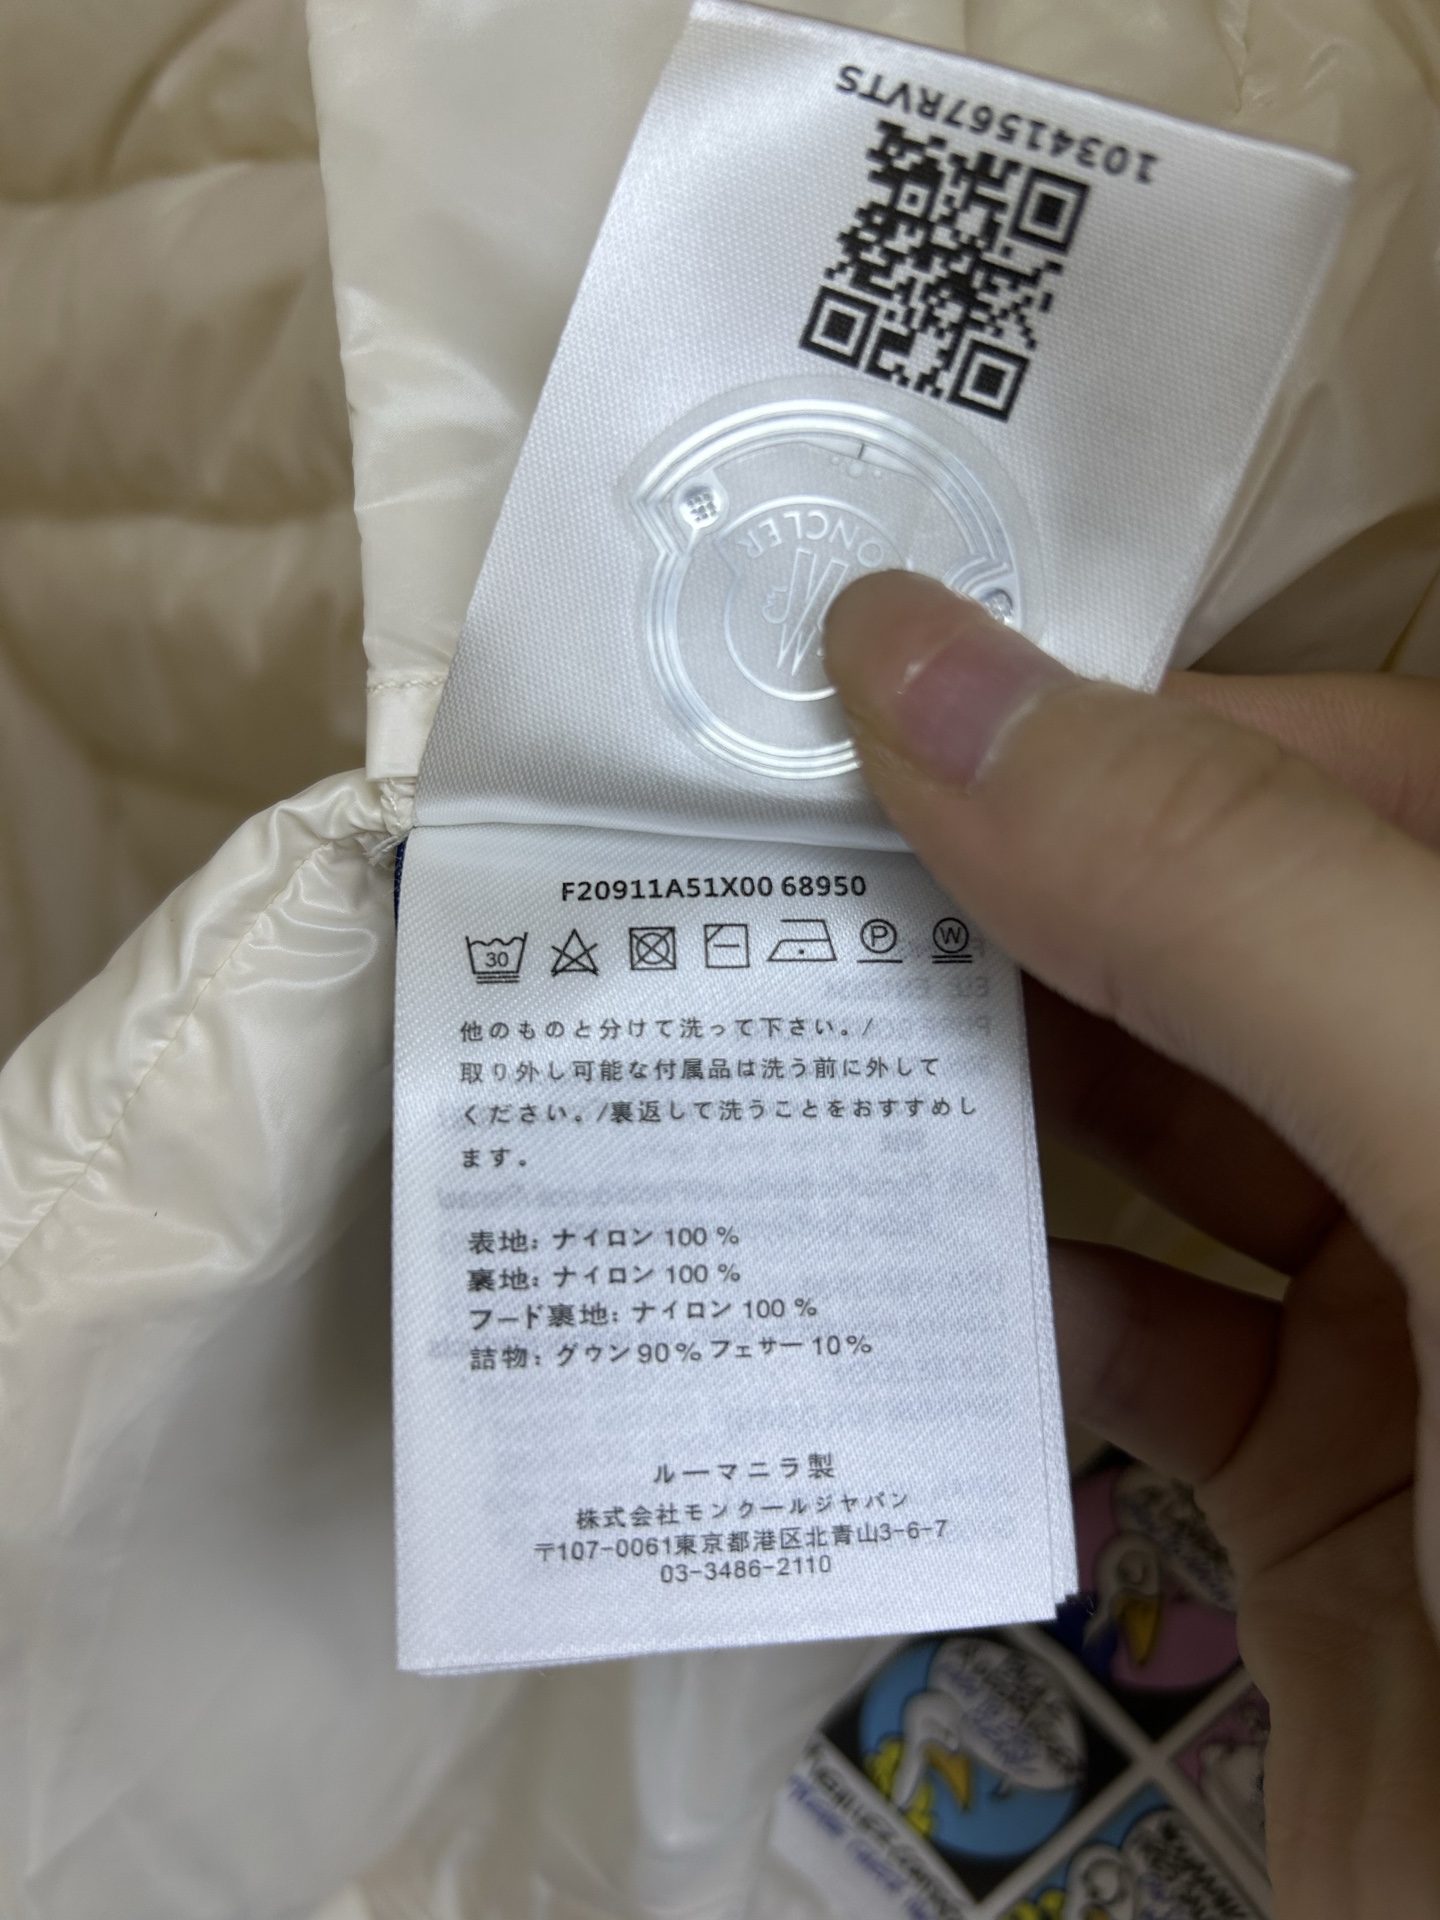 10341567RVTS
MONCLER
F20911A51X00 68950
30
P
W
他のものと分けて洗って下さい。/
取り外し可能な付属品は洗う前に外して
ください。/裏返して洗うことをおすすめし
ます。
表地: ナイロン 100 %
裏地: ナイロン 100 %
フード裏地: ナイロン 100 %
詰物: グウン 90 % フェサー 10 %
ルーマニラ製
株式会社モンクールジヤパン
〒107-0061東京都港区北青山3-6-7
03-3486-2110